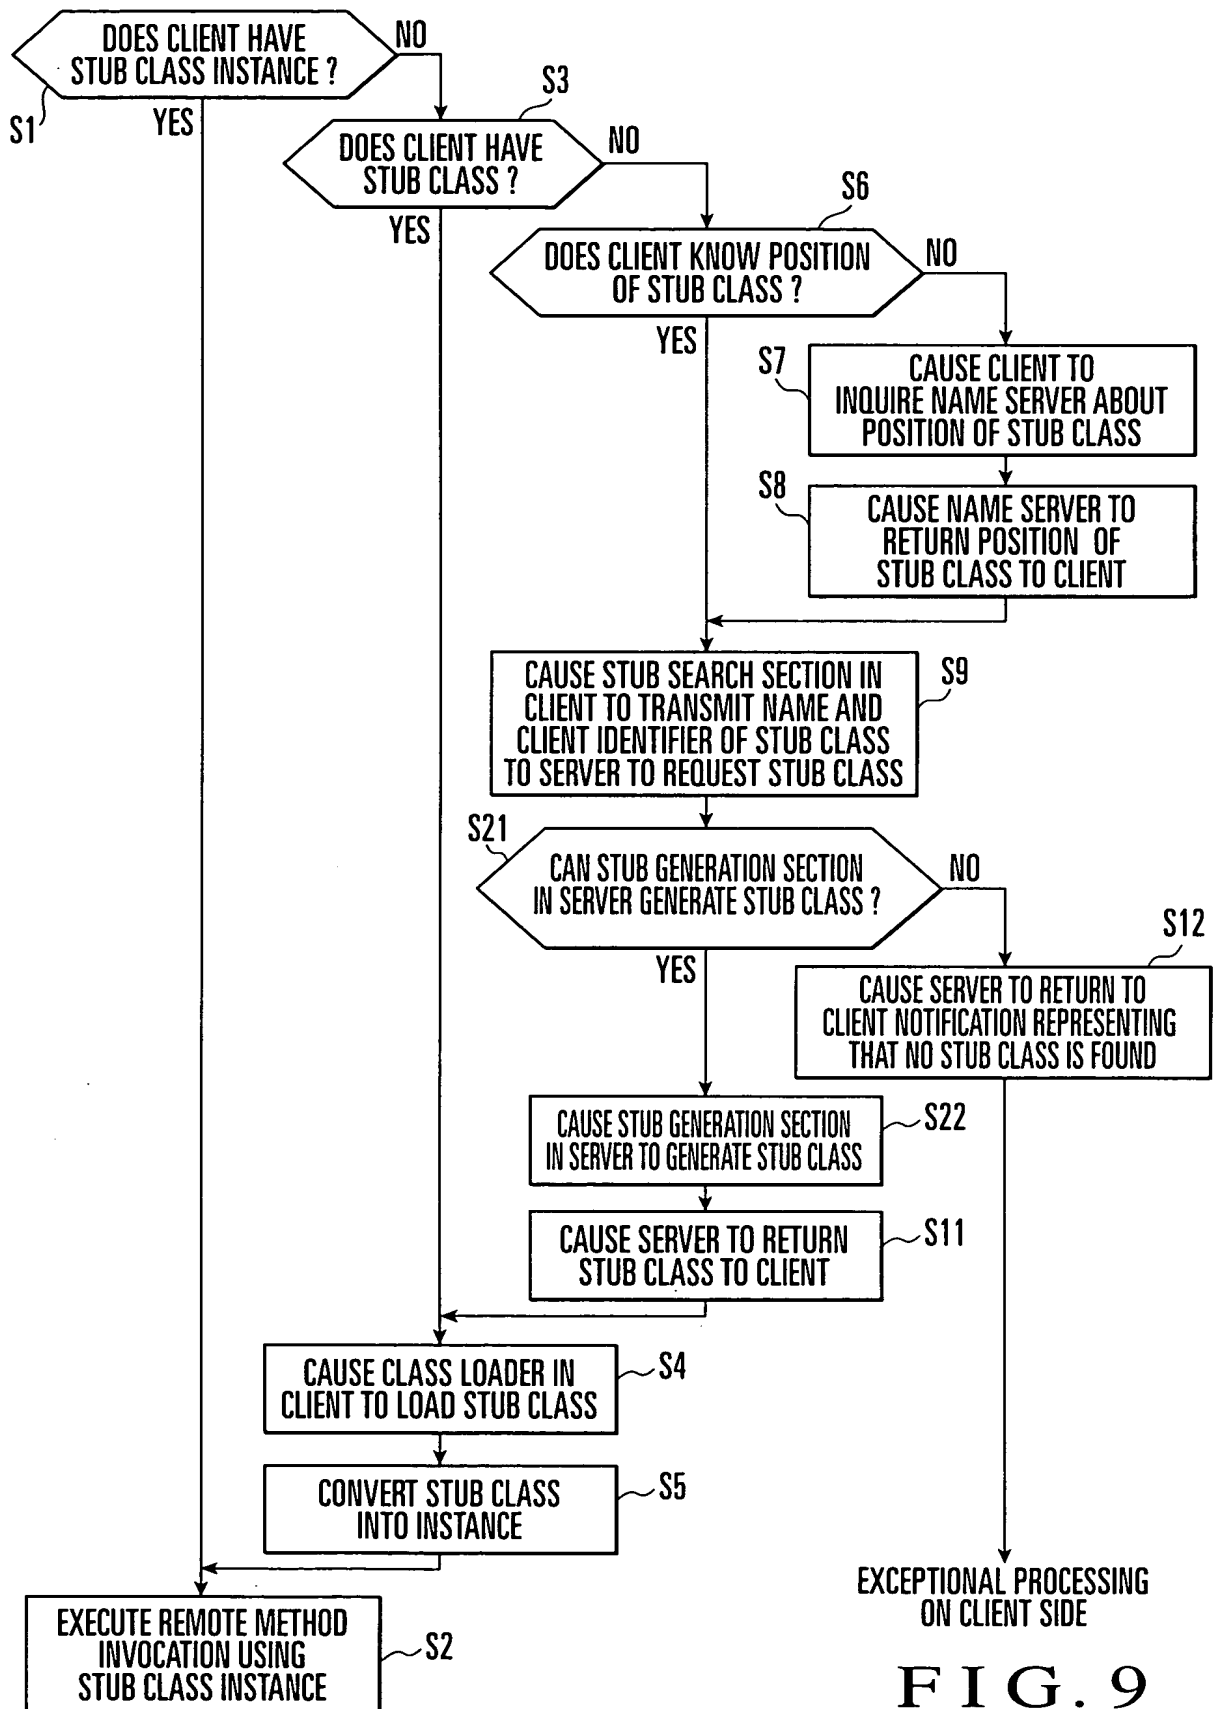 DOES CLIENT HAVE
STUB CLASS INSTANCE ?
NO
S1
YES
S3
DOES CLIENT HAVE
STUB CLASS ?
NO
YES
S6
DOES CLIENT KNOW POSITION
OF STUB CLASS ?
NO
YES
S7
CAUSE CLIENT TO
INQUIRE NAME SERVER ABOUT
POSITION OF STUB CLASS
S8
CAUSE NAME SERVER TO
RETURN POSITION OF
STUB CLASS TO CLIENT
CAUSE STUB SEARCH SECTION IN
CLIENT TO TRANSMIT NAME AND
CLIENT IDENTIFIER OF STUB CLASS
TO SERVER TO REQUEST STUB CLASS
S9
S21
CAN STUB GENERATION SECTION
IN SERVER GENERATE STUB CLASS ?
NO
YES
S12
CAUSE SERVER TO RETURN TO
CLIENT NOTIFICATION REPRESENTING
THAT NO STUB CLASS IS FOUND
CAUSE STUB GENERATION SECTION
IN SERVER TO GENERATE STUB CLASS
S22
CAUSE SERVER TO RETURN
STUB CLASS TO CLIENT
S11
CAUSE CLASS LOADER IN
CLIENT TO LOAD STUB CLASS
S4
CONVERT STUB CLASS
INTO INSTANCE
S5
EXCEPTIONAL PROCESSING
ON CLIENT SIDE
EXECUTE REMOTE METHOD
INVOCATION USING
STUB CLASS INSTANCE
S2
FIG. 9